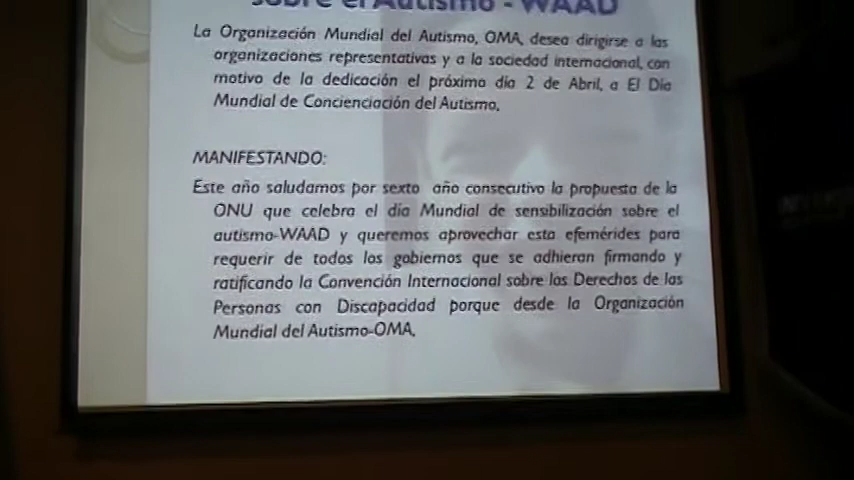 sobre el Autismo - WAAD
La Organización Mundial del Autismo, OMA, desea dirigirse a las
organizaciones representativas y a la sociedad internacional, con
motivo de la dedicación el próximo día 2 de Abril, a El Día
Mundial de Concienciación del Autismo.
MANIFESTANDO:
Este año saludamos por sexto año consecutivo la propuesta de la
ONU que celebra el día Mundial de sensibilización sobre el
autismo-WAAD y queremos aprovechar esta efemérides para
requerir de todos los gobiernos que se adhieran firmando y
ratificando la Convención Internacional sobre los Derechos de las
Personas con Discapacidad porque desde la Organización
Mundial del Autismo-OMA,